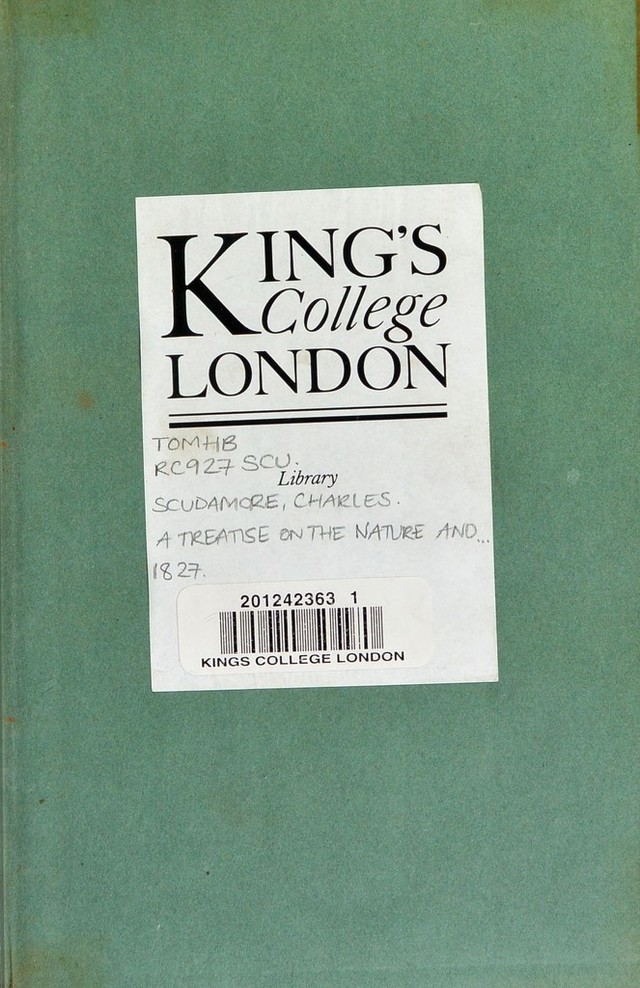 KING'S
College
LONDON
TOMHB
RC927 SCU.
Library
SCUDAMORE, CHARLES.
A TREATISE ON THE NATURE AND...
1827.
201242363 1
KINGS COLLEGE LONDON